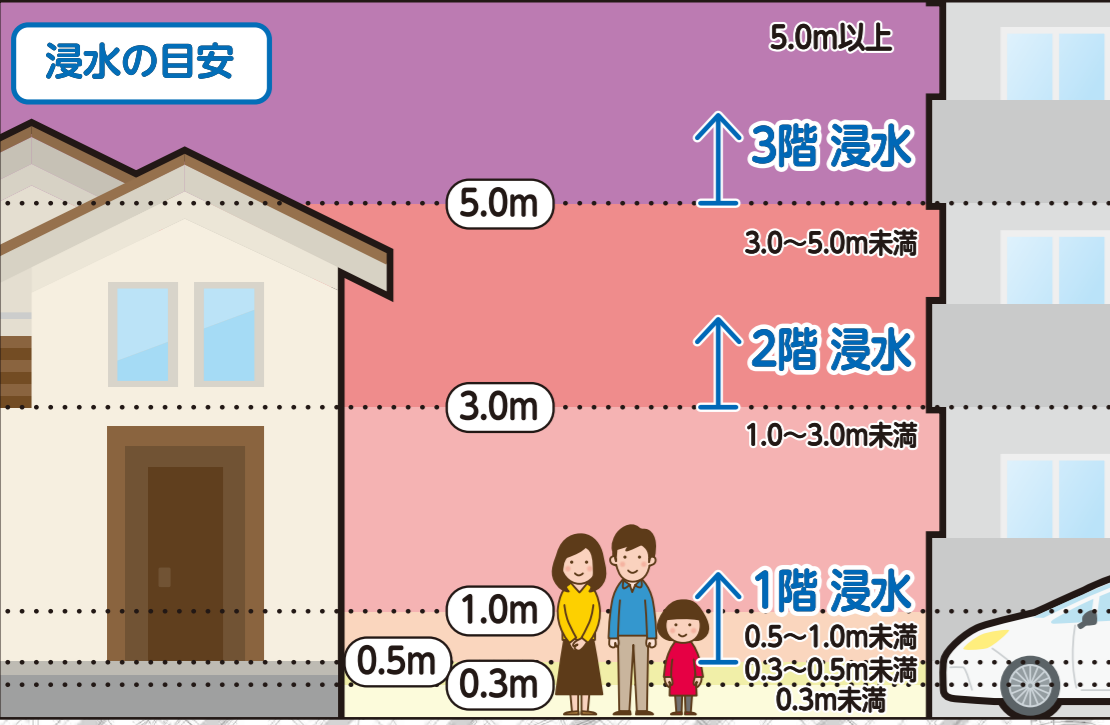 浸水の目安
5.0m以上
3階 浸水
5.0m
3.0～5.0m未満
2階 浸水
3.0m
1.0～3.0m未満
1階 浸水
1.0m
0.5～1.0m未満
0.5m
0.3～0.5m未満
0.3m
0.3m未満